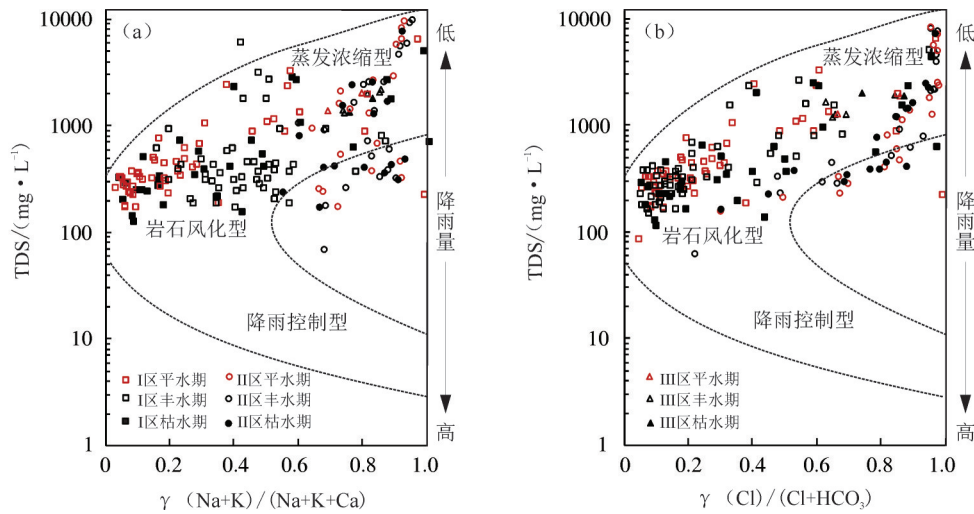 （a）
蒸发浓缩型
岩石风化型
降雨控制型
TDS/(mg·L⁻¹)
10000
1000
100
10
1
0
0.2
0.4
0.6
0.8
1.0
γ （Na+K）/(Na+K+Ca)
I区平水期
II区平水期
I区丰水期
II区丰水期
I区枯水期
II区枯水期
低
降雨量
高
（b）
蒸发浓缩型
岩石风化型
降雨控制型
TDS/(mg·L⁻¹)
10000
1000
100
10
1
0
0.2
0.4
0.6
0.8
1.0
γ （Cl）/(Cl+HCO₃)
III区平水期
III区丰水期
III区枯水期
低
降雨量
高